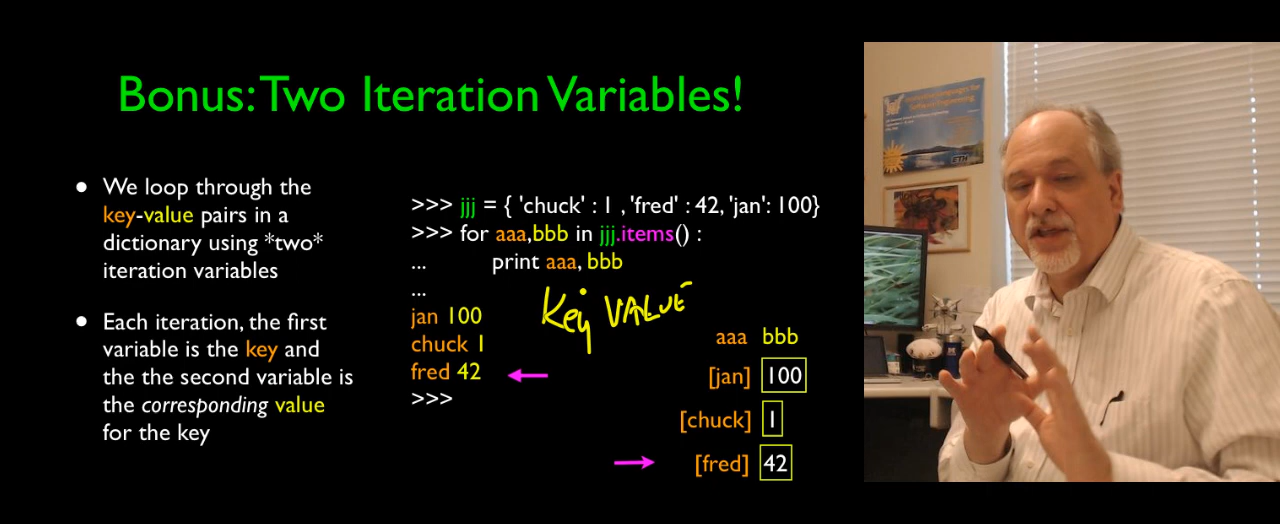 Bonus: Two Iteration Variables!
• We loop through the
key-value pairs in a
dictionary using *two*
iteration variables
• Each iteration, the first
variable is the key and
the the second variable is
the corresponding value
for the key
>>> jjj = { 'chuck' : 1 , 'fred' : 42, 'jan': 100}
>>> for aaa,bbb in jjj.items() :
... print aaa, bbb
...
jan 100
chuck 1
fred 42
>>>
Key VALUE
aaa bbb
[jan] 100
[chuck] 1
[fred] 42
ETH